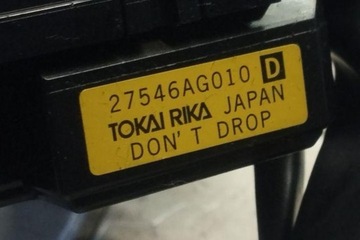 27546AG010 D
TOKAI RIKA JAPAN
DON'T DROP